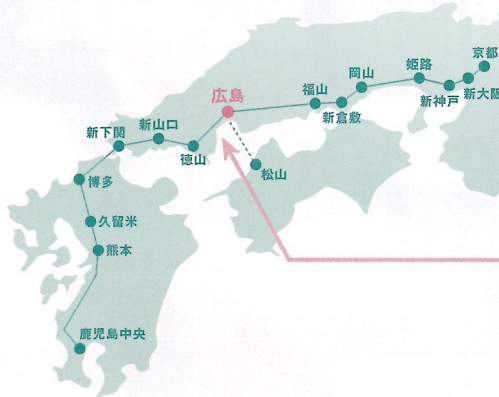 京都
姫路
岡山
新大阪
新神戸
福山
新倉敷
広島
新山口
新下関
徳山
松山
博多
久留米
熊本
鹿児島中央